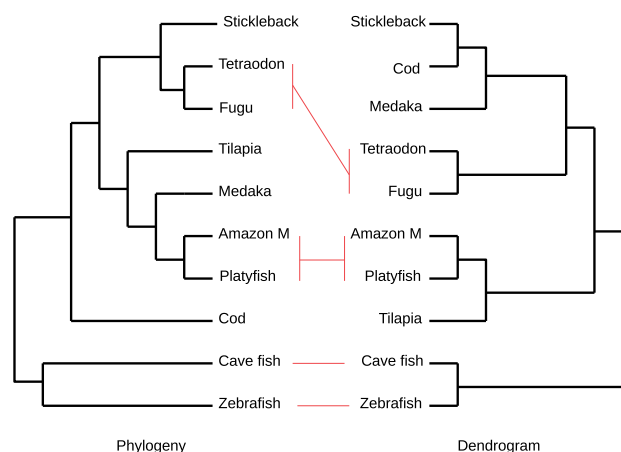 Stickleback
Tetraodon
Fugu
Tilapia
Medaka
Amazon M
Platyfish
Cod
Cave fish
Zebrafish
Phylogeny
Stickleback
Cod
Medaka
Tetraodon
Fugu
Amazon M
Platyfish
Tilapia
Cave fish
Zebrafish
Dendrogram